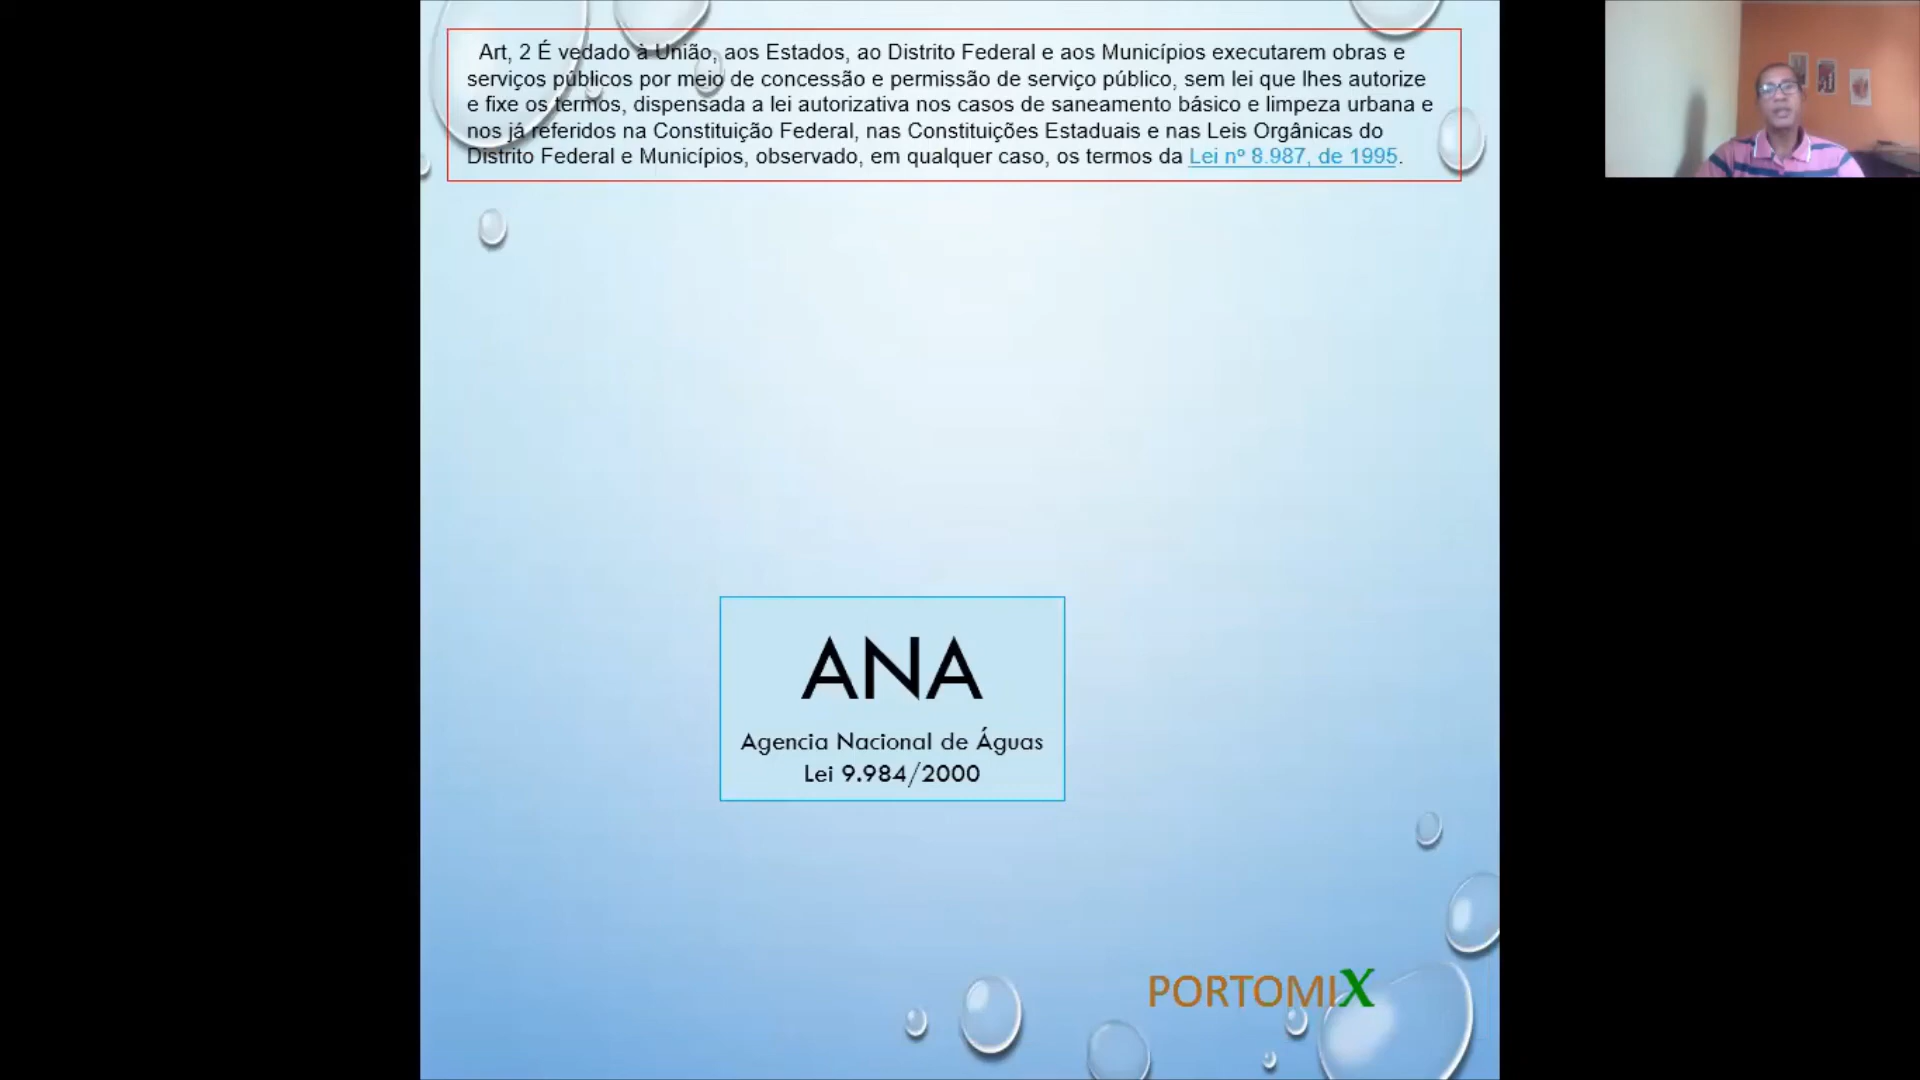 Art, 2 É vedado à União, aos Estados, ao Distrito Federal e aos Municípios executarem obras e
serviços públicos por meio de concessão e permissão de serviço público, sem lei que lhes autorize
e fixe os termos, dispensada a lei autorizativa nos casos de saneamento básico e limpeza urbana e
nos já referidos na Constituição Federal, nas Constituições Estaduais e nas Leis Orgânicas do
Distrito Federal e Municípios, observado, em qualquer caso, os termos da Lei nº 8.987, de 1995.
ANA
Agencia Nacional de Águas
Lei 9.984/2000
PORTOMIX